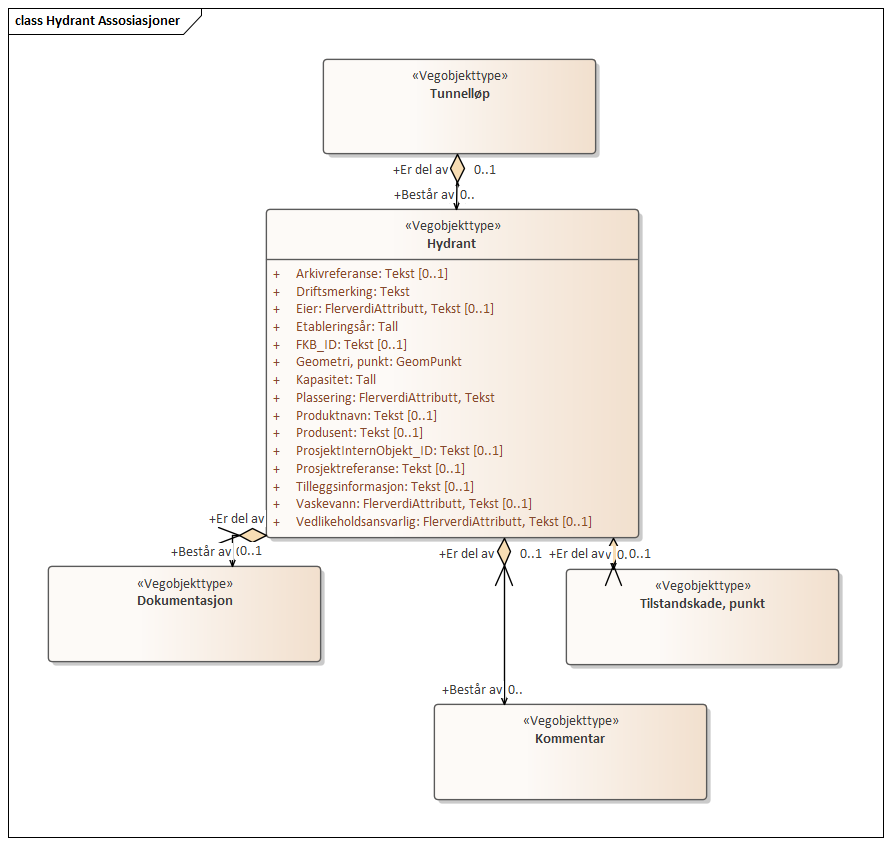 class Hydrant Assosiasjoner
«Vegobjekttype»
Tunnelløp
+Er del av 0..1
+Består av 0..
«Vegobjekttype»
Hydrant
+ Arkivreferanse: Tekst [0..1]
+ Driftsmerking: Tekst
+ Eier: FlerverdiAttributt, Tekst [0..1]
+ Etableringsår: Tall
+ FKB_ID: Tekst [0..1]
+ Geometri, punkt: GeomPunkt
+ Kapasitet: Tall
+ Plassering: FlerverdiAttributt, Tekst
+ Produktnavn: Tekst [0..1]
+ Produsent: Tekst [0..1]
+ ProsjektInternObjekt_ID: Tekst [0..1]
+ Prosjektreferanse: Tekst [0..1]
+ Tilleggsinformasjon: Tekst [0..1]
+ Vaskevann: FlerverdiAttributt, Tekst [0..1]
+ Vedlikeholdsansvarlig: FlerverdiAttributt, Tekst [0..1]
+Er del av
+Består av 0..1
+Er del av 0..1
+Er del av 0..1
«Vegobjekttype»
Dokumentasjon
«Vegobjekttype»
Tilstandskade, punkt
+Består av 0..
«Vegobjekttype»
Kommentar